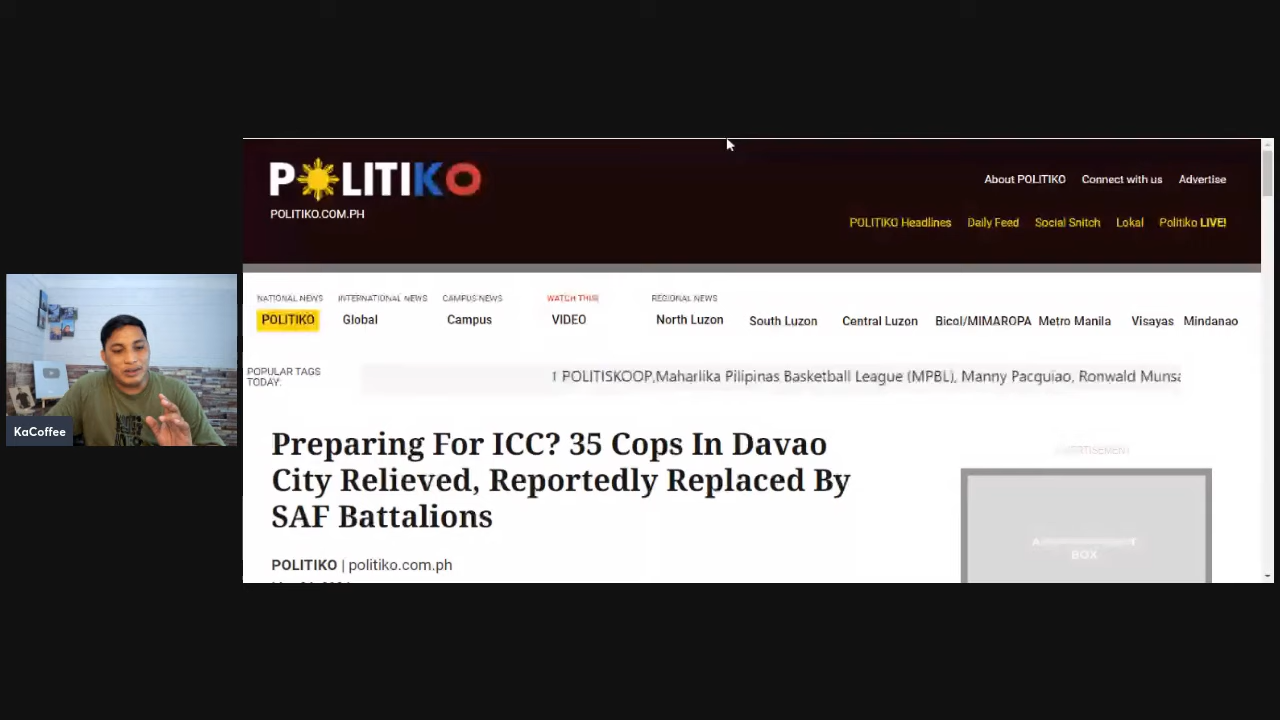 POLITIKO
POLITIKO.COM.PH
About POLITIKO Connect with us Advertise
POLITIKO Headlines Daily Feed Social Snitch Lokal Politiko LIVE!
NATIONAL NEWS INTERNATIONAL NEWS CAMPUS NEWS WATCH THIS! REGIONAL NEWS
POLITIKO Global Campus VIDEO North Luzon South Luzon Central Luzon Bicol/MIMAROPA Metro Manila Visayas Mindanao
POPULAR TAGS
TODAY:
1 POLITISKOOP,Maharlika Pilipinas Basketball League (MPBL), Manny Pacquiao, Ronwald Munsa
Preparing For ICC? 35 Cops In Davao
City Relieved, Reportedly Replaced By
SAF Battalions
POLITIKO | politiko.com.ph
ADVERTISEMENT
BOX
KaCoffee